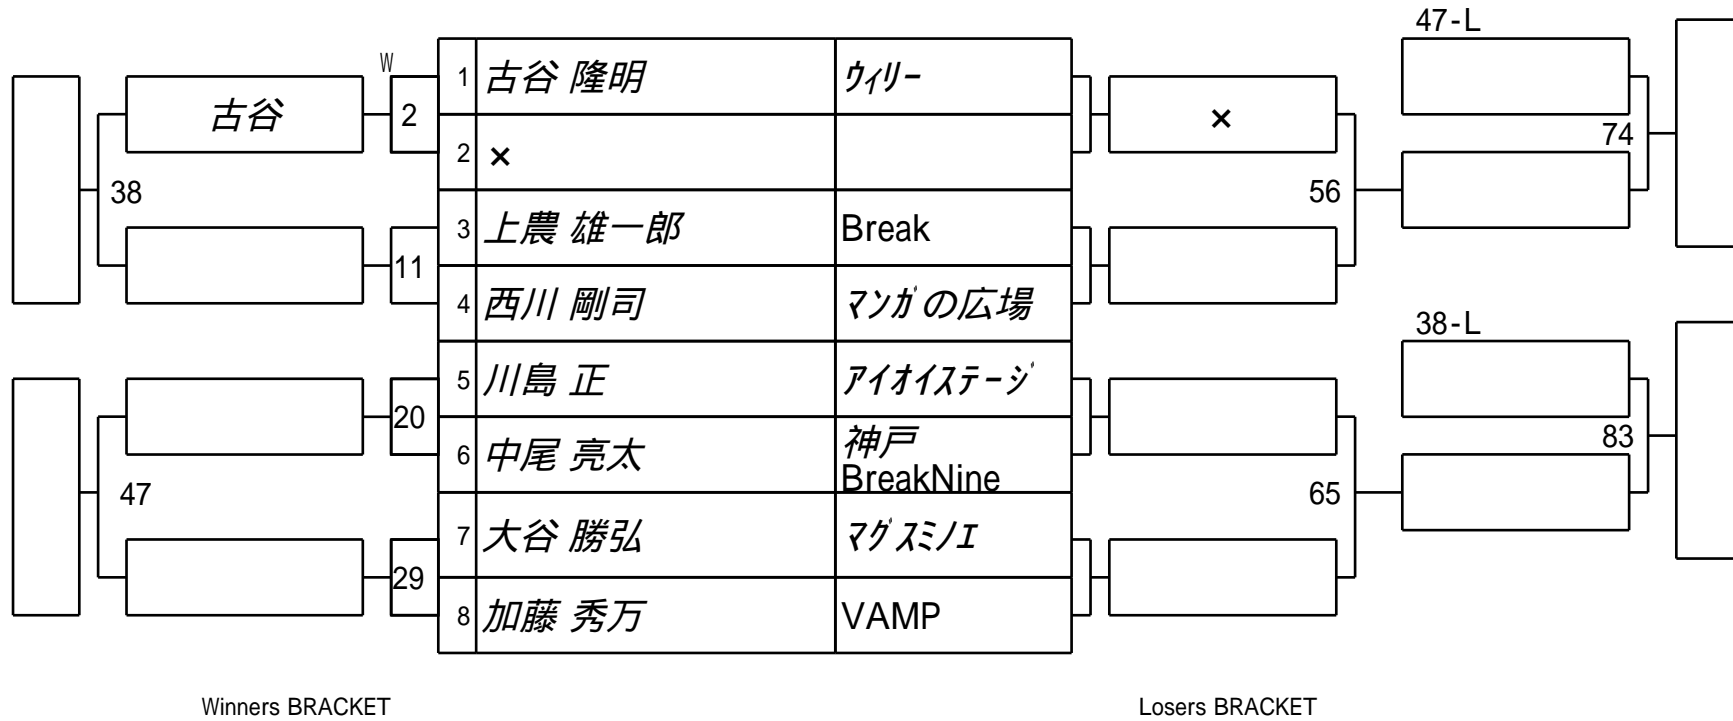 47-L
W
1 古谷 隆明 ウィリー
古谷 2 × 74
2 ×
38 56
3 上農 雄一郎 Break
11
4 西川 剛司 マンガの広場
38-L
5 川島 正 アイオイステージ
20
6 中尾 亮太 神戸
BreakNine
83
47 65
7 大谷 勝弘 マグスミノエ
29
8 加藤 秀万 VAMP
Winners BRACKET Losers BRACKET